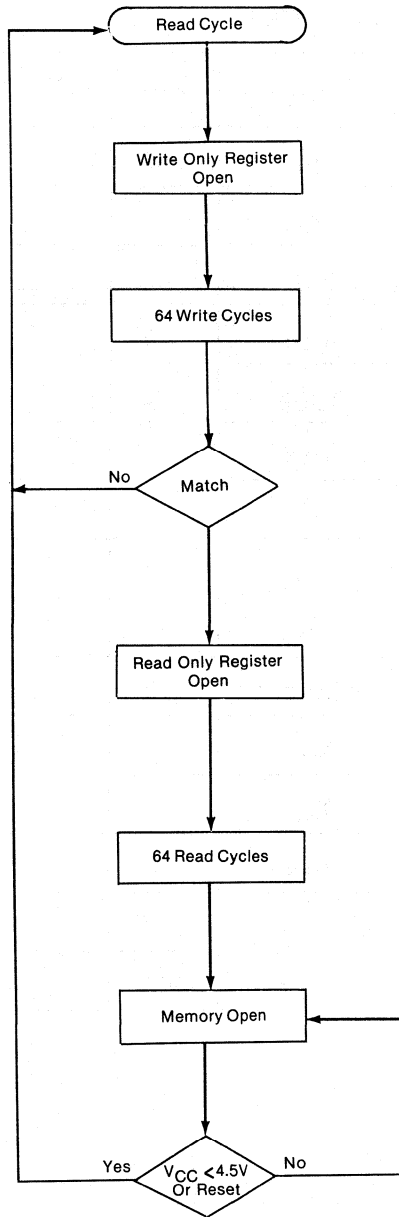 Read Cycle
Write Only Register
Open
64 Write Cycles
No
Match
Read Only Register
Open
64 Read Cycles
Memory Open
Yes
VCC <4.5V
Or Reset
No